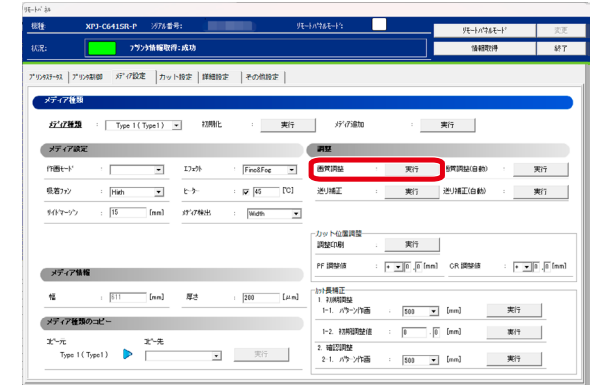 ﾘﾓｰﾄﾊﾟﾈﾙ
機種: XPJ-C641SR-P ｼﾘｱﾙ番号: ﾘﾓｰﾄﾊﾟﾈﾙﾓｰﾄﾞ: ﾘﾓｰﾄﾊﾟﾈﾙﾓｰﾄﾞ 変更
状況: ﾌﾟﾘﾝﾀ情報取得:成功 情報取得 終了
ﾌﾟﾘﾝﾀｽﾃｰﾀｽ ﾌﾟﾘﾝﾀ制御 ﾒﾃﾞｨｱ設定 カット設定 詳細設定 その他設定
メディア種類
ﾒﾃﾞｨｱ種類 : Type 1( Type1) 初期化 : 実行 ﾒﾃﾞｨｱ追加 : 実行
メディア設定
作画ﾓｰﾄﾞ : ｴﾌｪｸﾄ : Fine&Fog
吸着ﾌｧﾝ : High ﾋｰﾀｰ : 45 [℃]
ｻｲﾄﾞﾏｰｼﾞﾝ : 15 [mm] ﾒﾃﾞｨｱ検出 : Width
調整
画質調整 : 実行 画質調整(自動) : 実行
送り補正 : 実行 送り補正(自動) : 実行
カット位置調整
調整印刷 : 実行
PF 調整値 : + 0 .0 [mm] CR 調整値 : + 0 .0 [mm]
メディア情報
幅 : 611 [mm] 厚さ : 200 [μm]
メディア種類のコピー
ｺﾋﾟｰ元 ｺﾋﾟｰ先
Type 1( Type1) 実行
ｶｯﾄ長補正
1. 初期調整
1-1. ﾊﾟﾀｰﾝ作画 : 500 [mm] 実行
1-2. 初期調整値 : 0 .0 [mm] 実行
2. 確認調整
2-1. ﾊﾟﾀｰﾝ作画 : 500 [mm] 実行